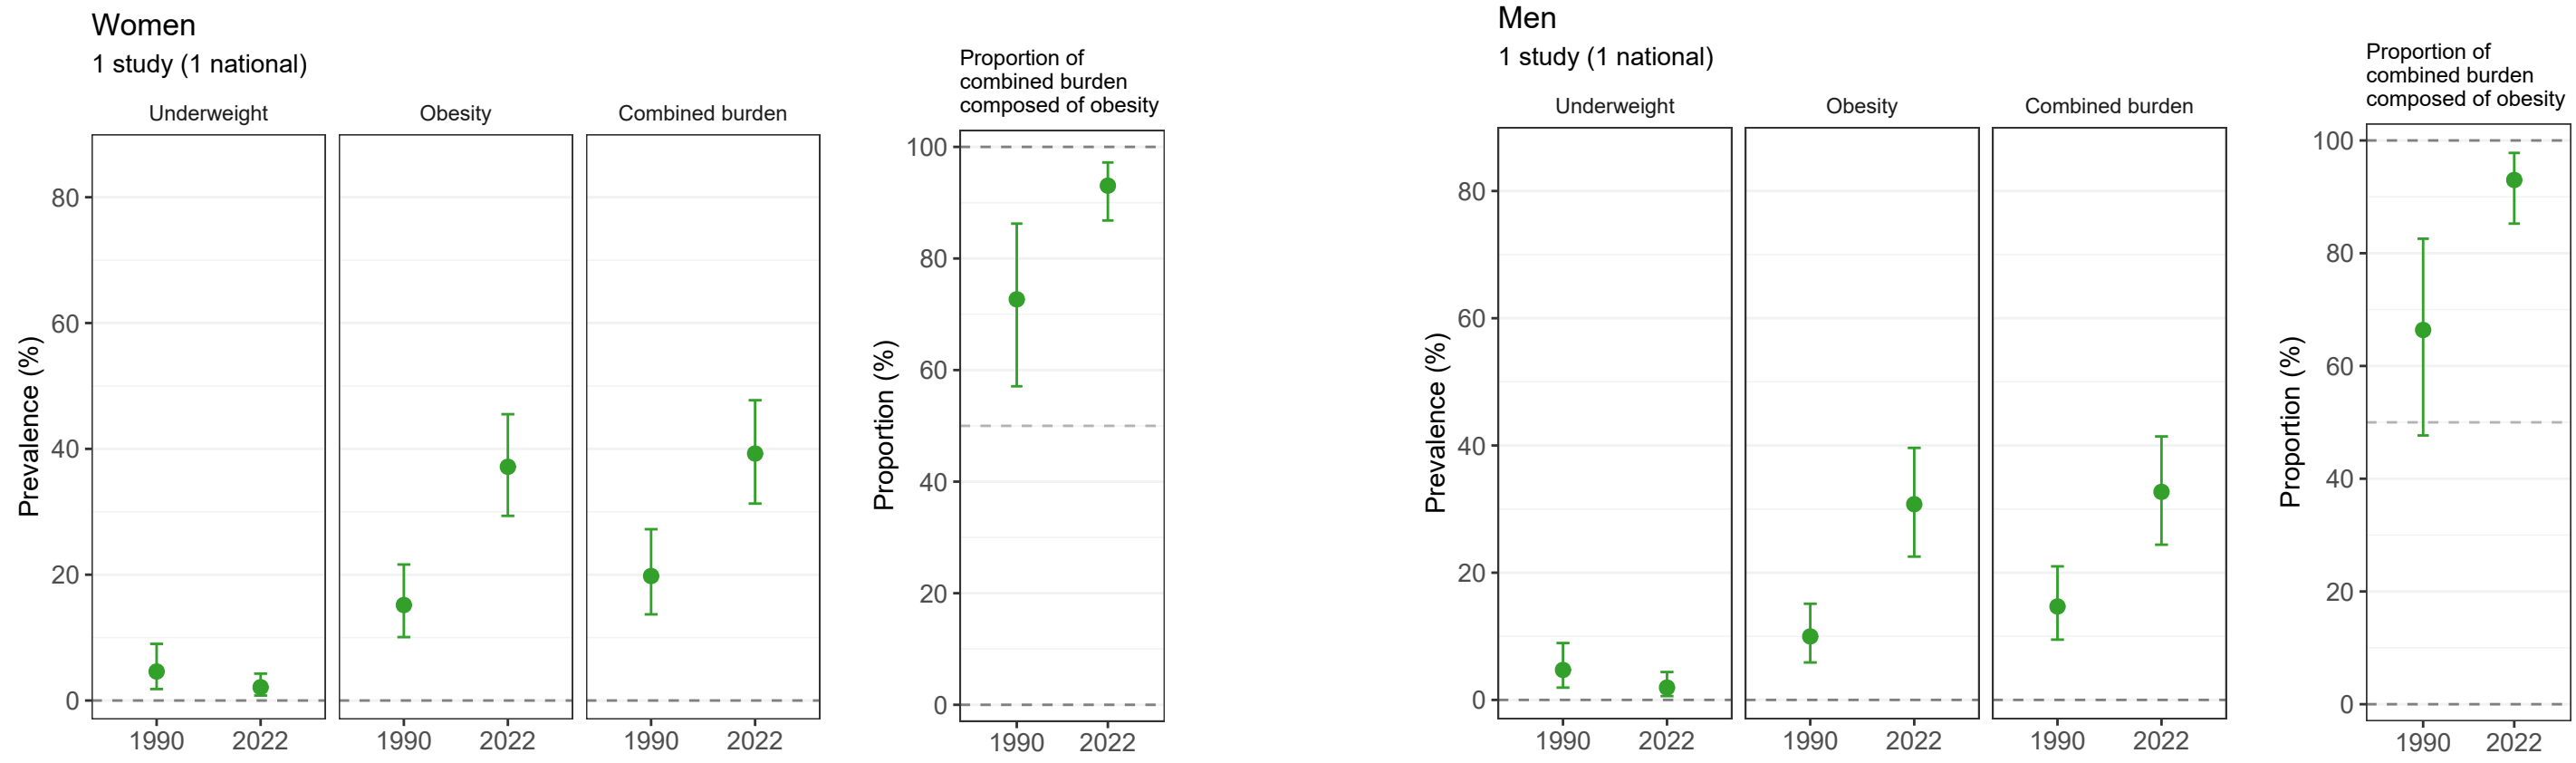 Women
1 study (1 national)
Underweight
Obesity
Combined burden
Prevalence (%)
80
60
40
20
0
1990 2022
1990 2022
1990 2022
Proportion of
combined burden
composed of obesity
Proportion (%)
100
80
60
40
20
0
1990 2022
Men
1 study (1 national)
Underweight
Obesity
Combined burden
Prevalence (%)
80
60
40
20
0
1990 2022
1990 2022
1990 2022
Proportion of
combined burden
composed of obesity
Proportion (%)
100
80
60
40
20
0
1990 2022